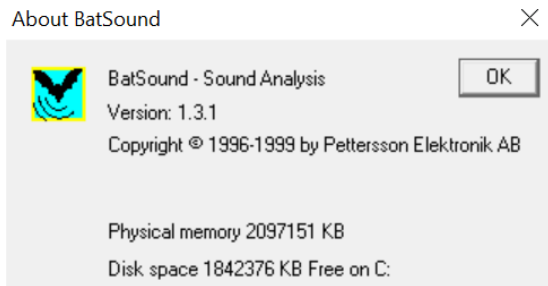 About BatSound
OK
BatSound - Sound Analysis
Version: 1.3.1
Copyright © 1996-1999 by Pettersson Elektronik AB
Physical memory 2097151 KB
Disk space 1842376 KB Free on C: